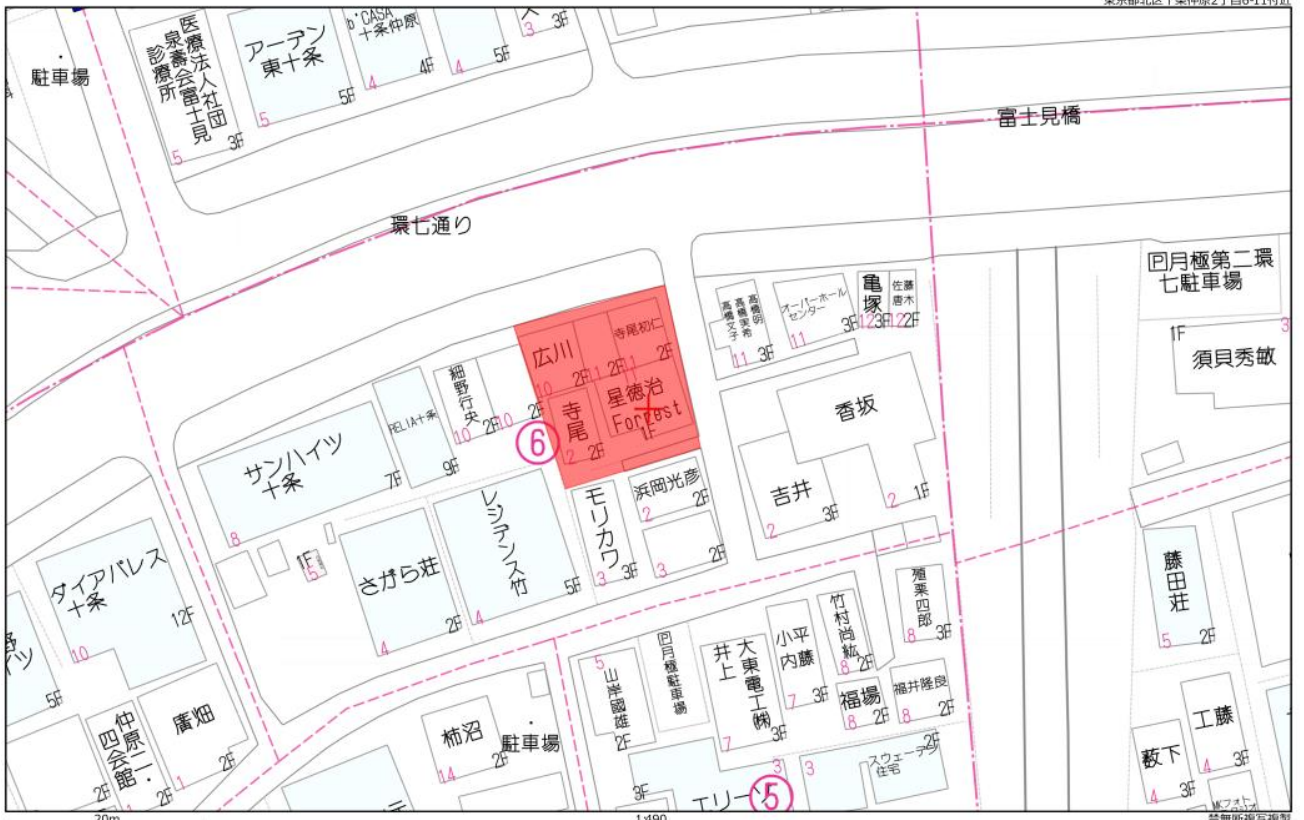 東京都北区十条仲原2丁目6-11付近
駐車場
医療法人社団
泉壽会富士見
診療所
3F
5
アーデン
東十条
5F
5
b'CASA
十条仲原
4F
4
5F
4
3F
3
富士見橋
環七通り
広川
2F
10
2F
11
寺尾初仁
2F
11
寺尾
2F
2
星徳治
Forrest
1F
高橋明
高橋実希
高橋文子
3F
11
オーバーホール
センター
3F
11
亀塚
3F
12
佐藤
唐木
2F
12
P月極第二環
七駐車場
1F
須貝秀敏
3
細野行央
2F
10
2F
10
RELIA十条
9F
サンハイツ
十条
7F
8
6
香坂
1F
2
吉井
3F
2
浜岡光彦
2F
2
モリカワ
3F
3
2F
3
レジデンス竹
5F
4
さがら荘
2F
4
1F
5
ダイアパレス
十条
12F
10
5F
藤田荘
2F
5
殖栗四郎
3F
8
竹村尚紘
2F
8
小平
内藤
3F
7
大東電工㈱
井上
3F
7
P月極駐車場
山岸國雄
2F
5
福場
2F
8
福井隆良
2F
8
スウェーデン
住宅
2F
3
3
エリーゾ
3F
5
柿沼
2F
14
駐車場
廣畑
2F
1
仲原二・
四会館
2F
1
2F
工藤
3F
4
薮下
3F
4
20m
1:490
禁無断複写複製